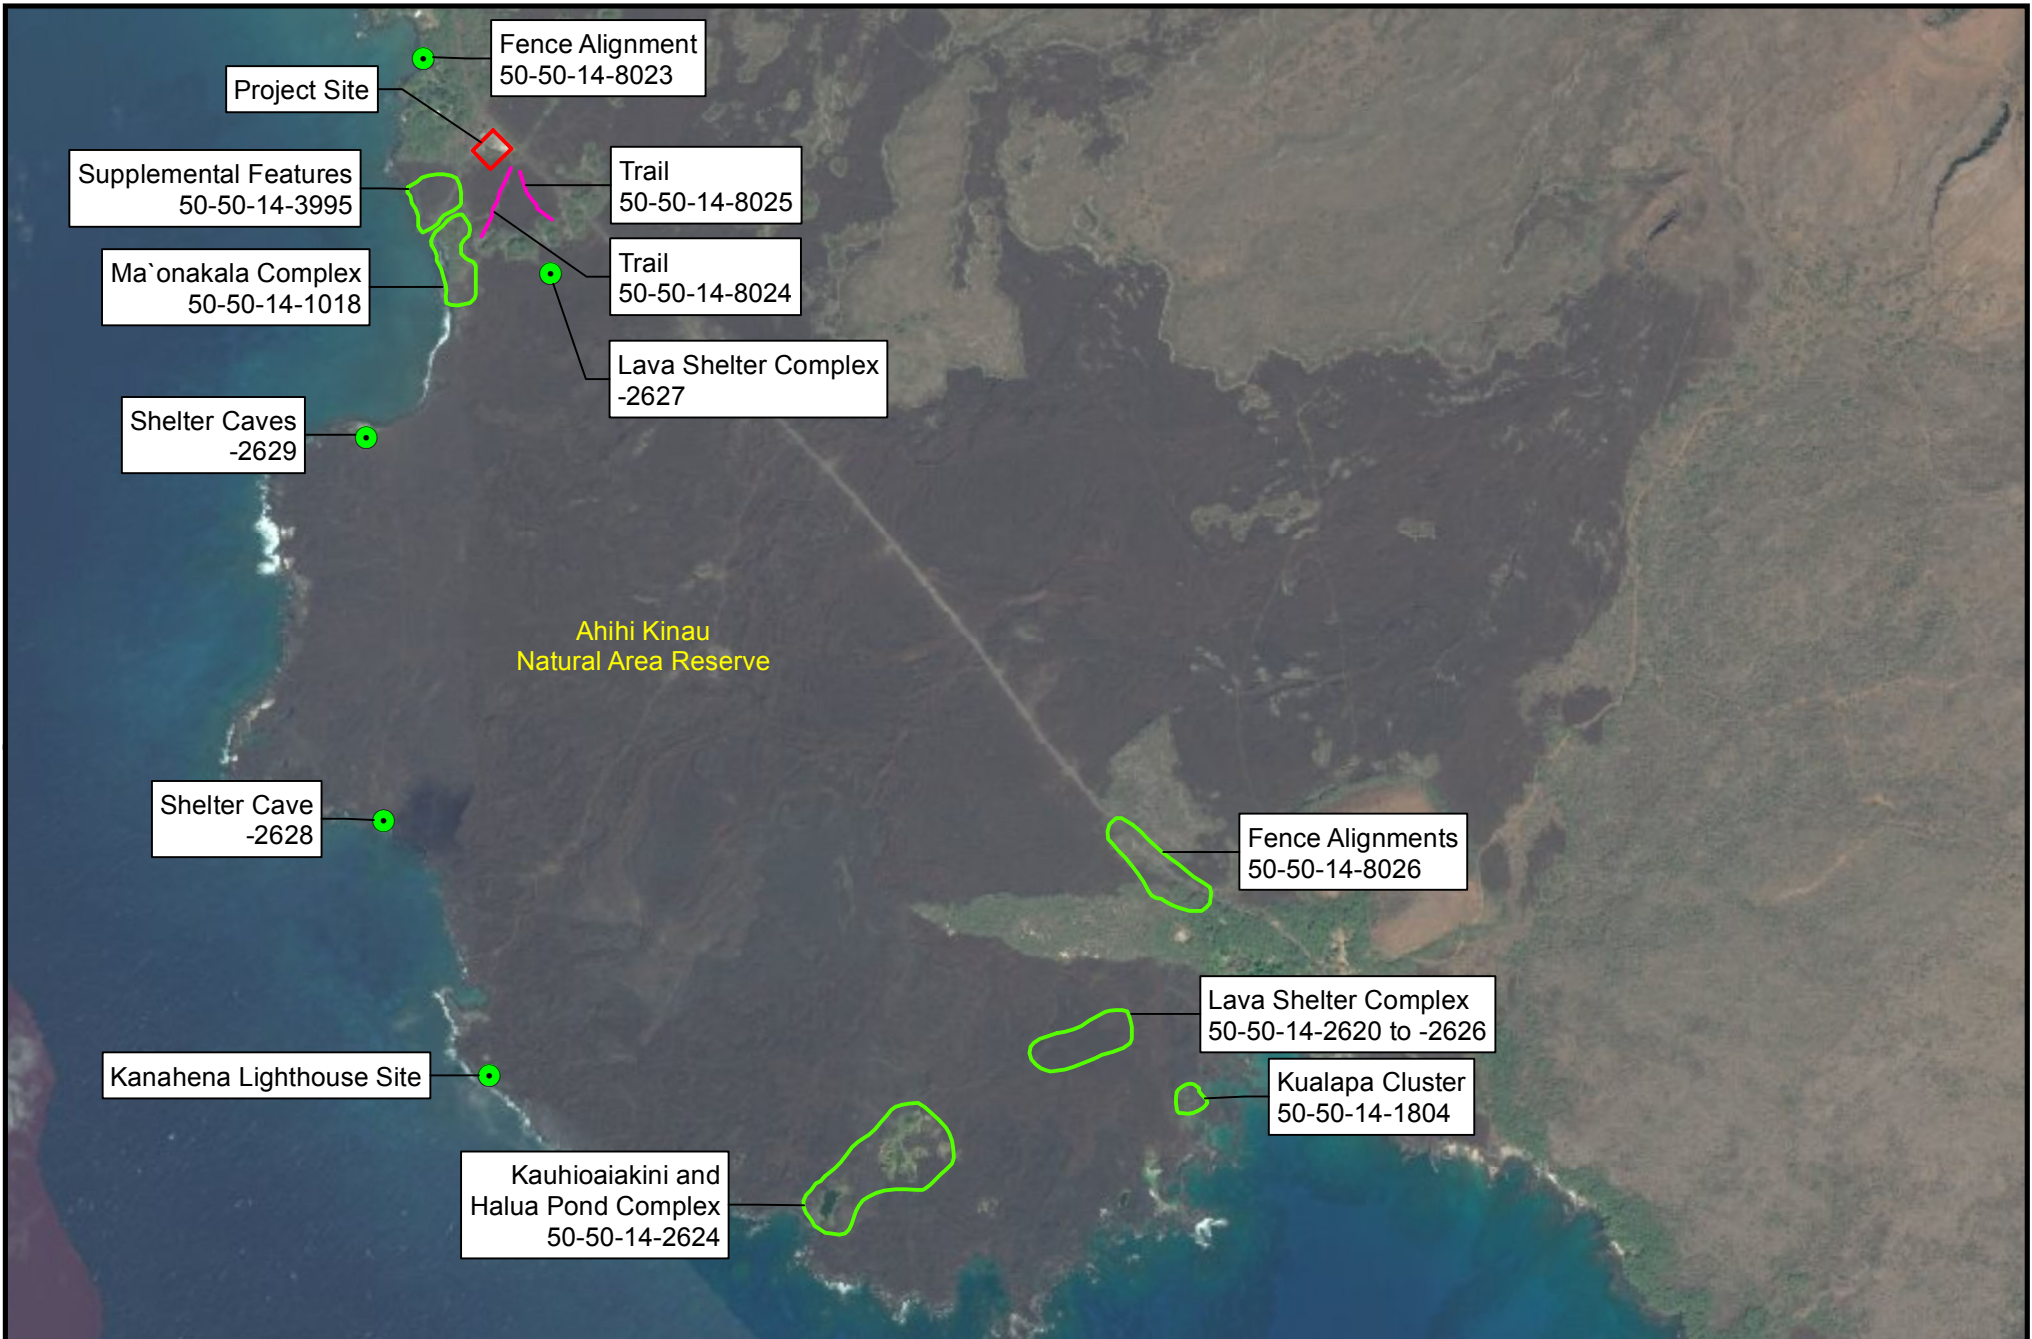 Fence Alignment
50-50-14-8023
Project Site
Supplemental Features
50-50-14-3995
Trail
50-50-14-8025
Ma`onakala Complex
50-50-14-1018
Trail
50-50-14-8024
Lava Shelter Complex
-2627
Shelter Caves
-2629
Ahihi Kinau
Natural Area Reserve
Shelter Cave
-2628
Fence Alignments
50-50-14-8026
Lava Shelter Complex
50-50-14-2620 to -2626
Kanahena Lighthouse Site
Kualapa Cluster
50-50-14-1804
Kauhioaiakini and
Halua Pond Complex
50-50-14-2624